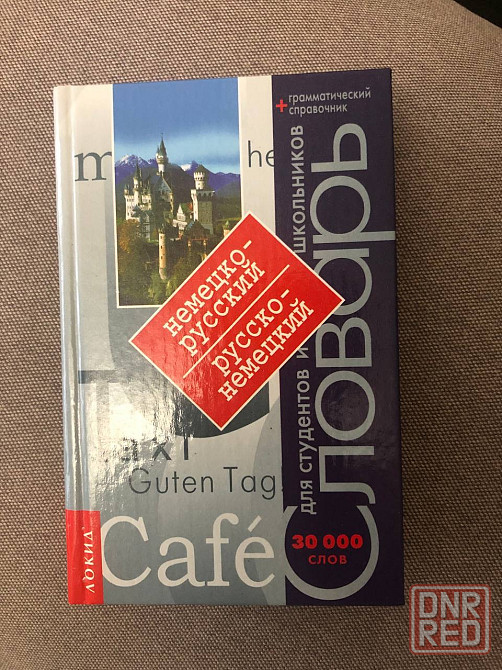 + грамматический
справочник
he
немецко-
русский
русско-
немецкий
Словарь
для студентов и школьников
Guten Tag!
Café
30 000
слов
ЛОКИД
DNR
RED